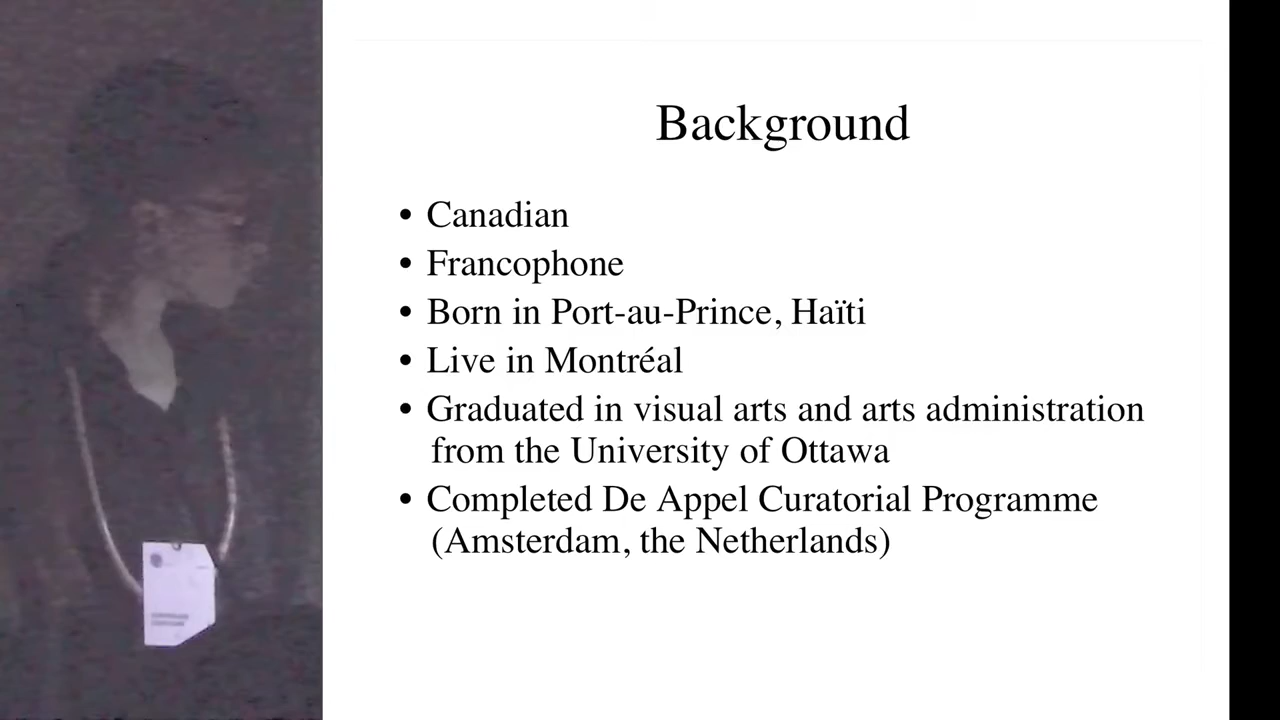 Background
• Canadian
• Francophone
• Born in Port-au-Prince, Haïti
• Live in Montréal
• Graduated in visual arts and arts administration
from the University of Ottawa
• Completed De Appel Curatorial Programme
(Amsterdam, the Netherlands)